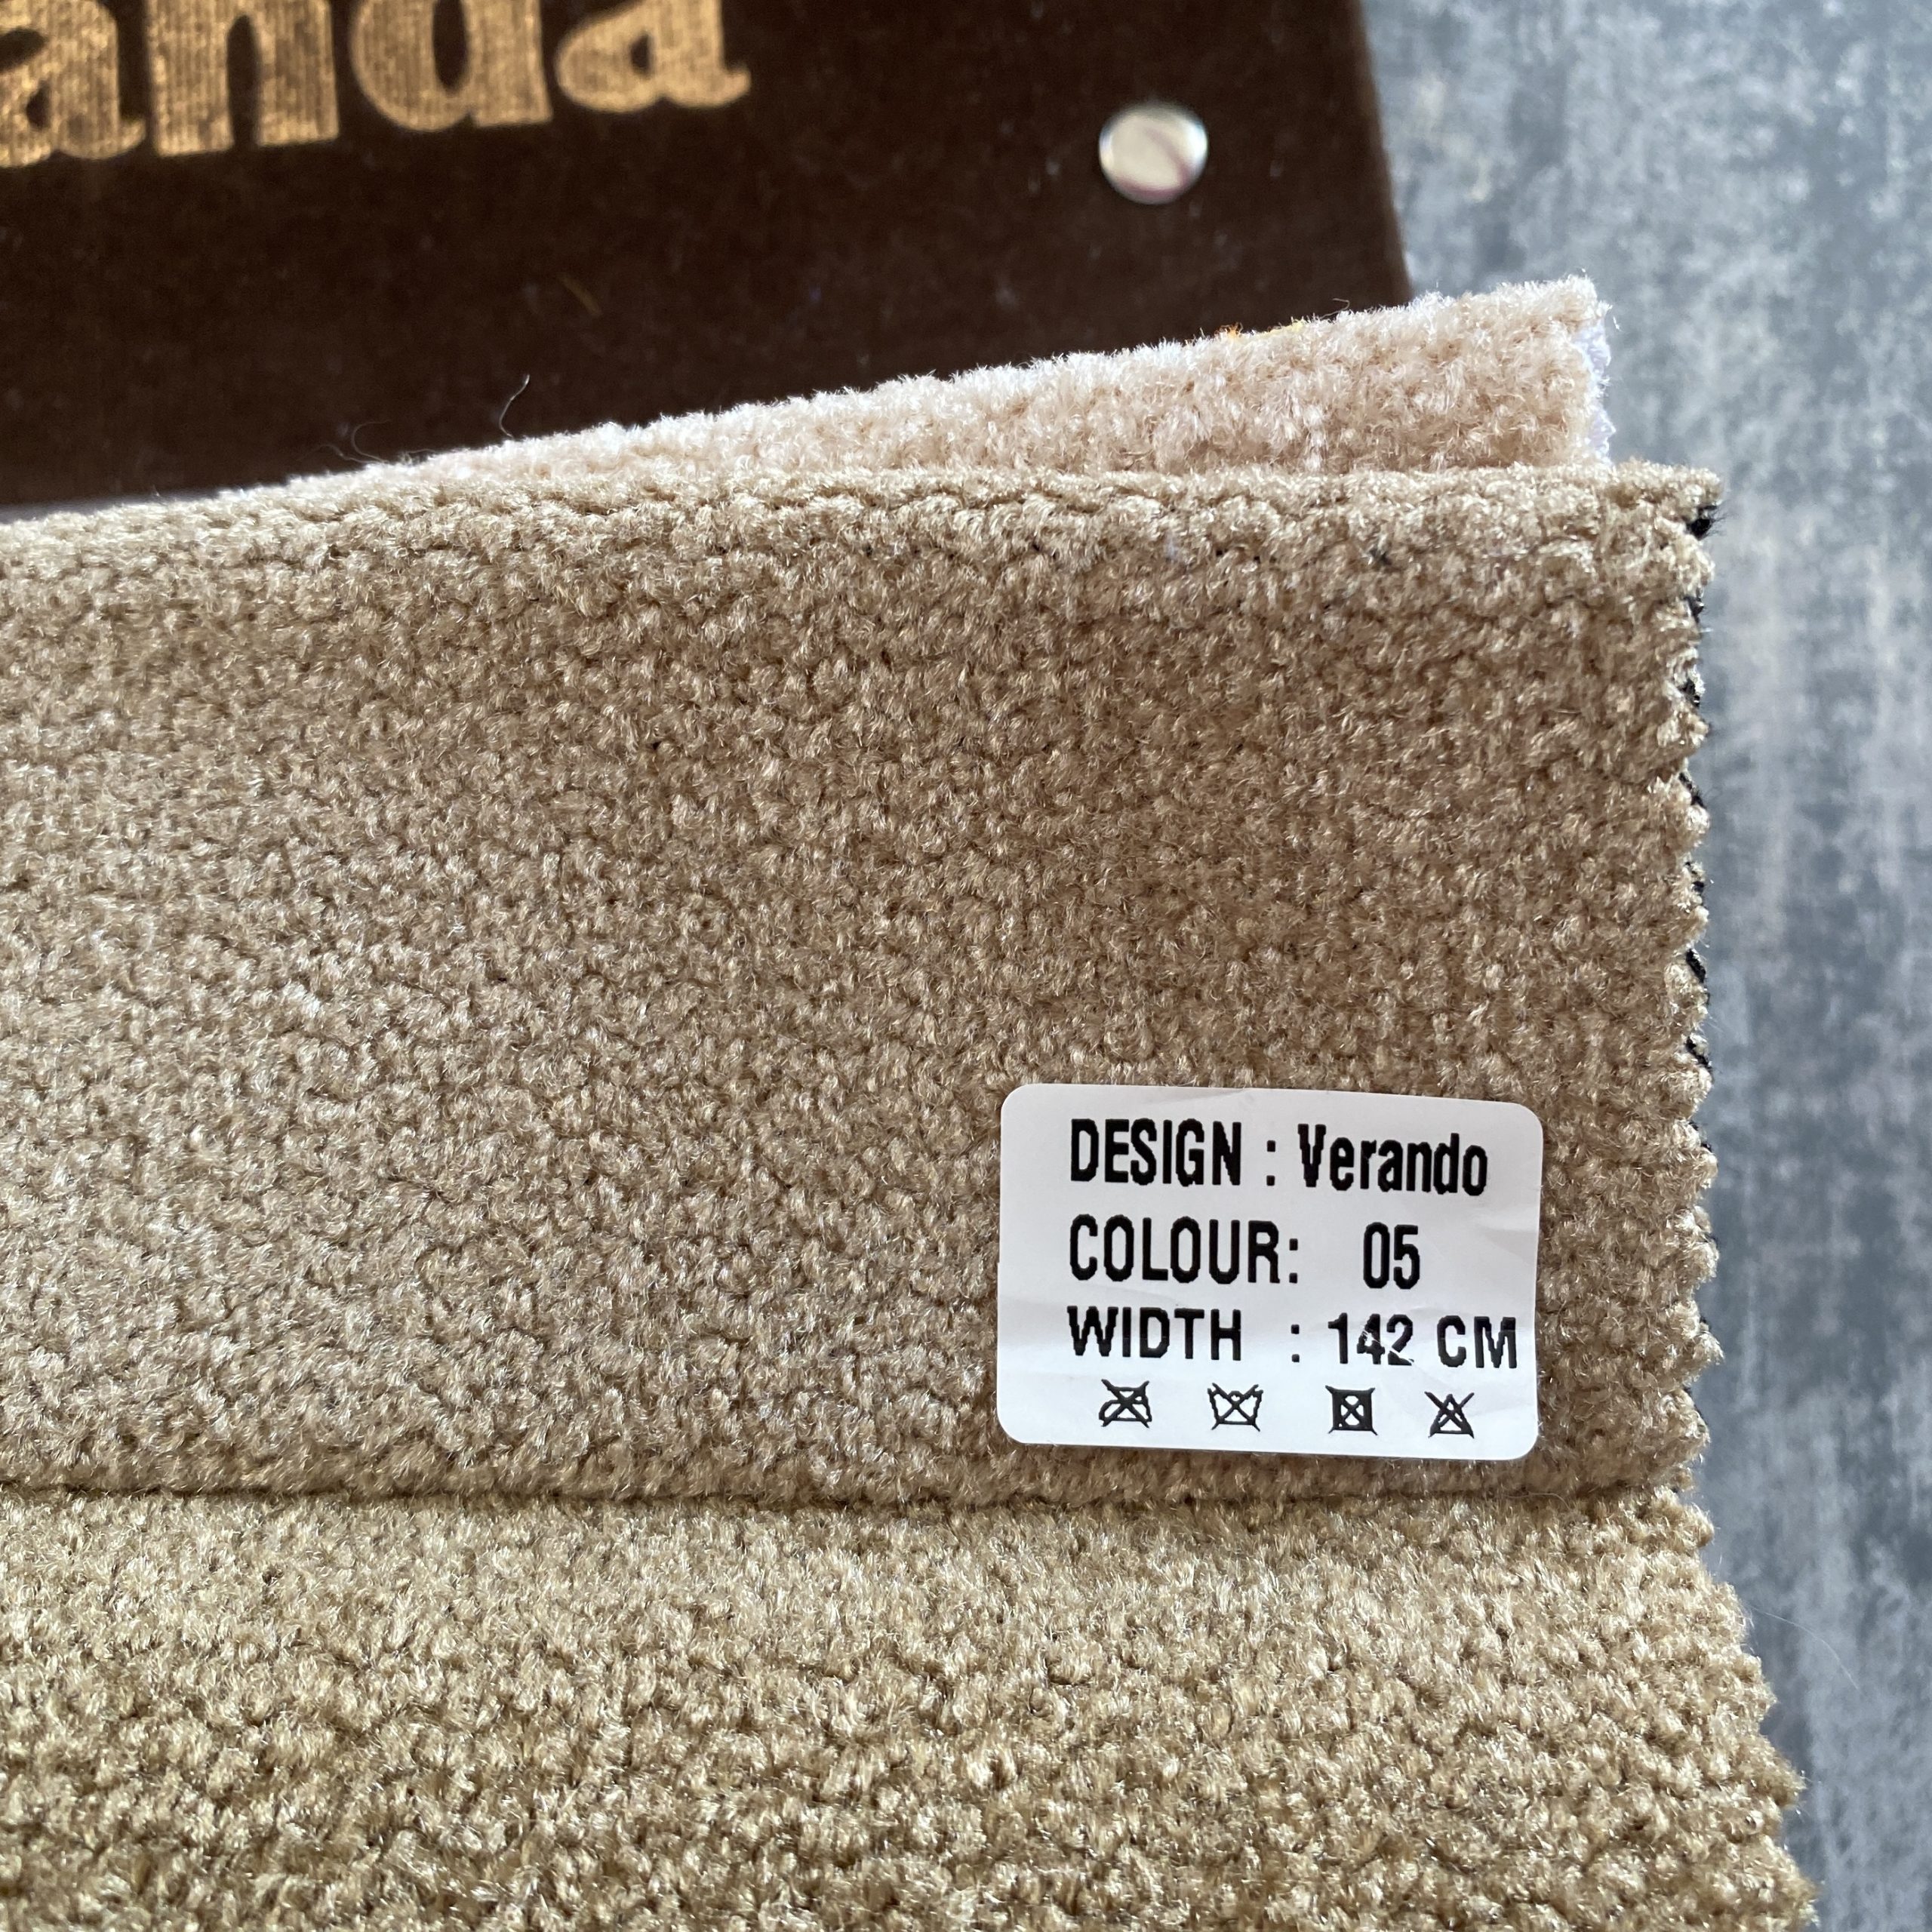 anda
DESIGN : Verando
COLOUR: 05
WIDTH : 142 CM